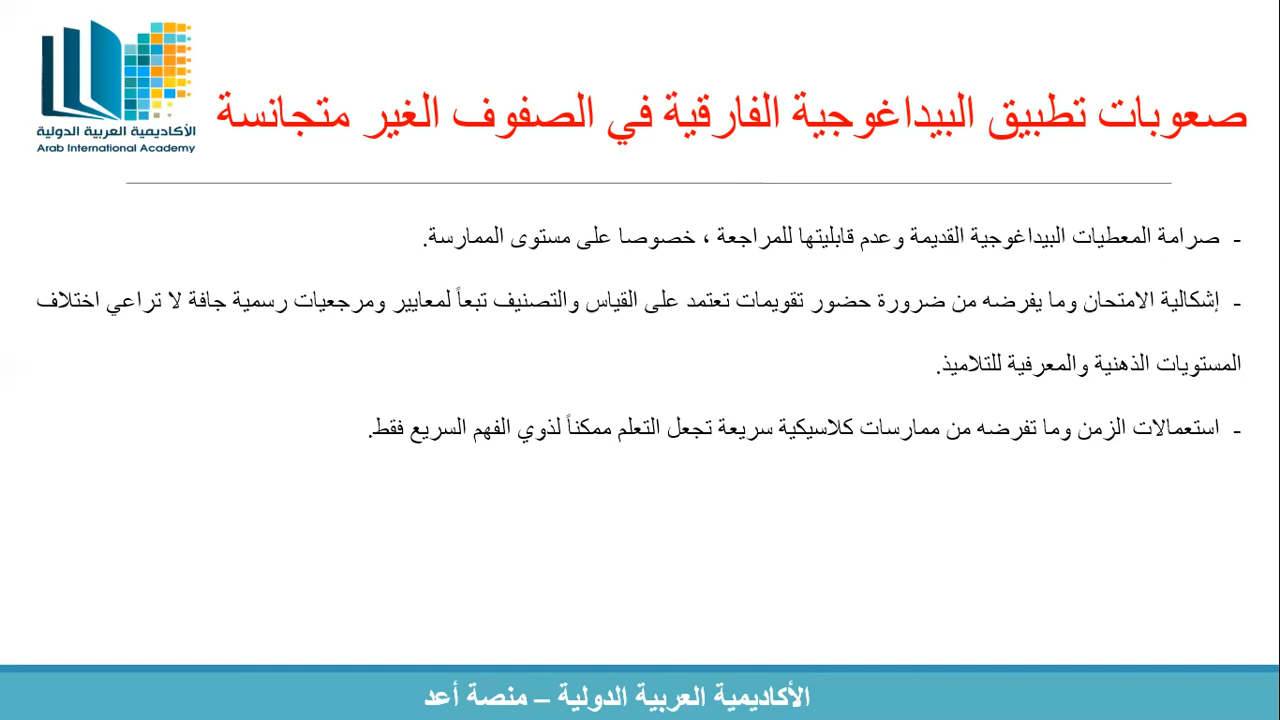 الأكاديمية العربية الدولية
Arab International Academy
صعوبات تطبيق البيداغوجية الفارقية في الصفوف الغير متجانسة
- صرامة المعطيات البيداغوجية القديمة وعدم قابليتها للمراجعة ، خصوصا على مستوى الممارسة.
- إشكالية الامتحان وما يفرضه من ضرورة حضور تقويمات تعتمد على القياس والتصنيف تبعاً لمعايير ومرجعيات رسمية جافة لا تراعي اختلاف
المستويات الذهنية والمعرفية للتلاميذ.
- استعمالات الزمن وما تفرضه من ممارسات كلاسيكية سريعة تجعل التعلم ممكناً لذوي الفهم السريع فقط.
الأكاديمية العربية الدولية – منصة أعد